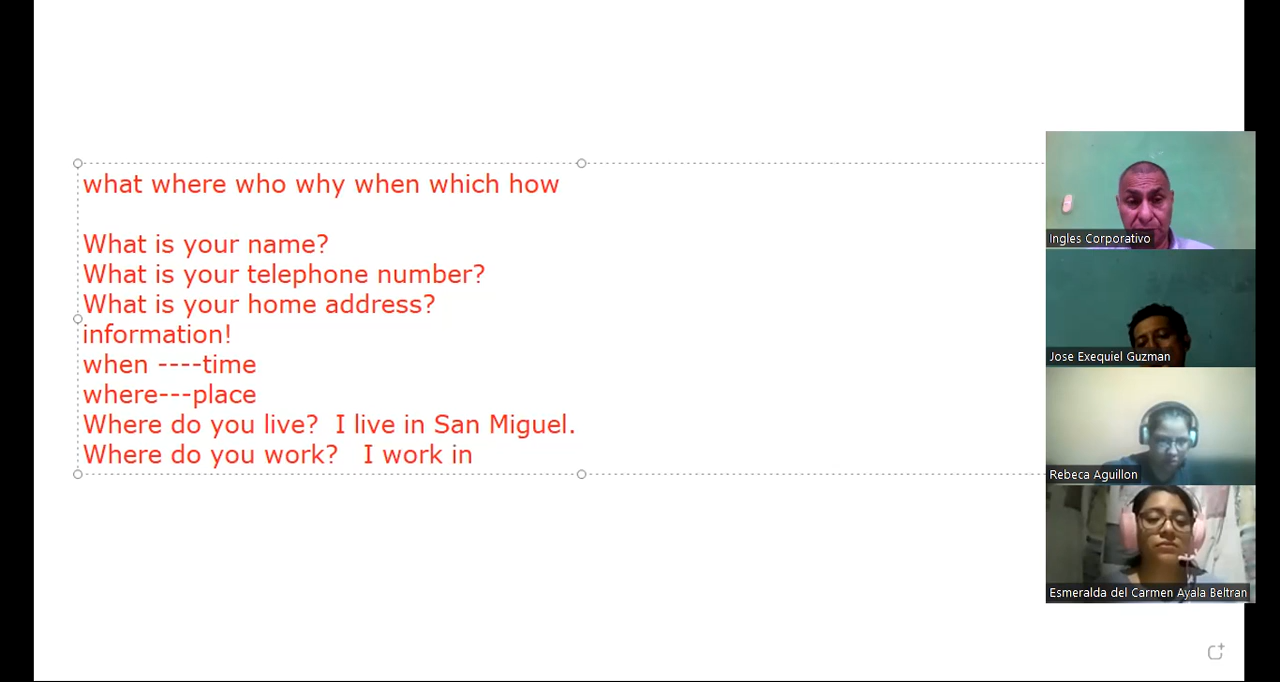 what where who why when which how
What is your name?
What is your telephone number?
What is your home address?
information!
when ----time
where---place
Where do you live?  I live in San Miguel.
Where do you work?   I work in
Ingles Corporativo
Jose Exequiel Guzman
Rebeca Aguillon
Esmeralda del Carmen Ayala Beltran